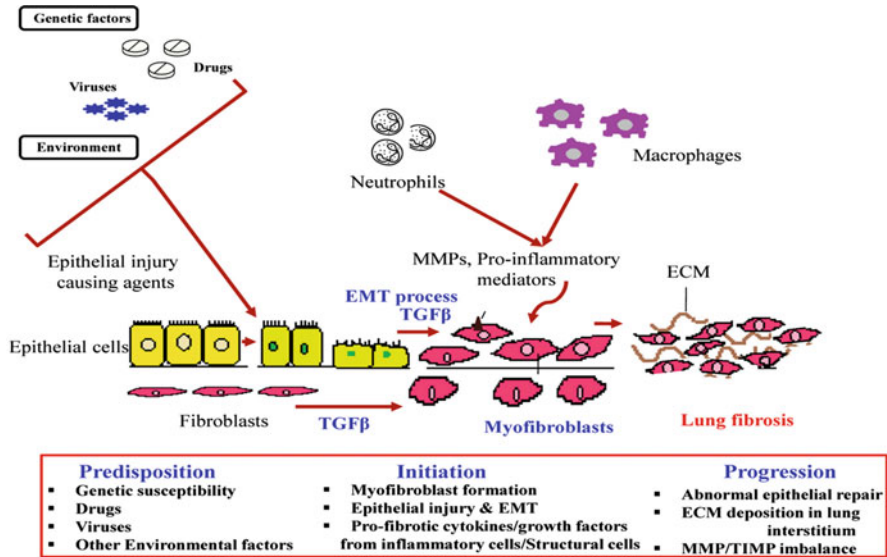 Genetic factors
Drugs
Viruses
Environment
Neutrophils
Macrophages
Epithelial injury
causing agents
MMPs, Pro-inflammatory
mediators
ECM
EMT process
TGFβ
Epithelial cells
Fibroblasts
TGFβ
Myofibroblasts
Lung fibrosis
Predisposition
▪ Genetic susceptibility
▪ Drugs
▪ Viruses
▪ Other Environmental factors
Initiation
▪ Myofibroblast formation
▪ Epithelial injury & EMT
▪ Pro-fibrotic cytokines/growth factors
from inflammatory cells/Structural cells
Progression
▪ Abnormal epithelial repair
▪ ECM deposition in lung
interstitium
▪ MMP/TIMP imbalance